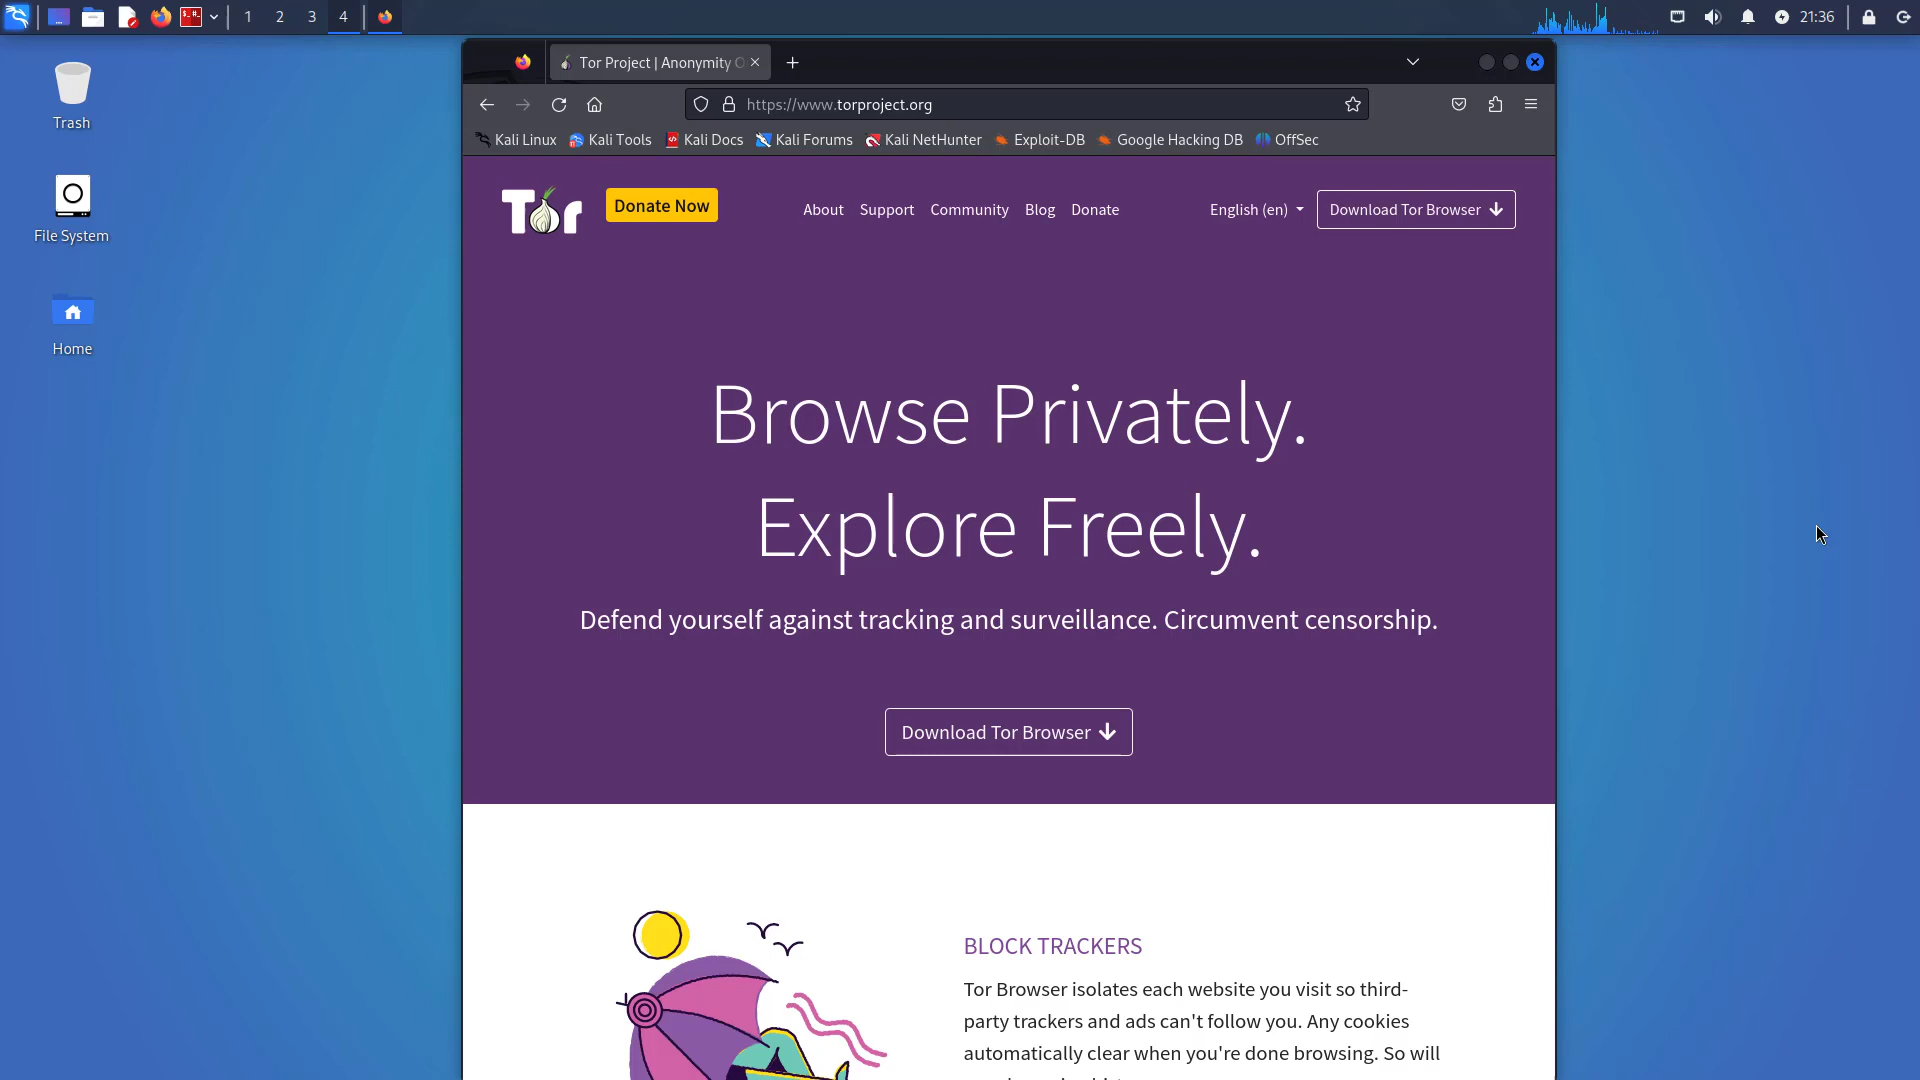 1 2 3 4
21:36
Trash
File System
Home
Tor Project | Anonymity O
https://www.torproject.org
Kali Linux Kali Tools Kali Docs Kali Forums Kali NetHunter Exploit-DB Google Hacking DB OffSec
Tor Donate Now About Support Community Blog Donate English (en) Download Tor Browser
Browse Privately.
Explore Freely.
Defend yourself against tracking and surveillance. Circumvent censorship.
Download Tor Browser
BLOCK TRACKERS
Tor Browser isolates each website you visit so third-
party trackers and ads can't follow you. Any cookies
automatically clear when you're done browsing. So will